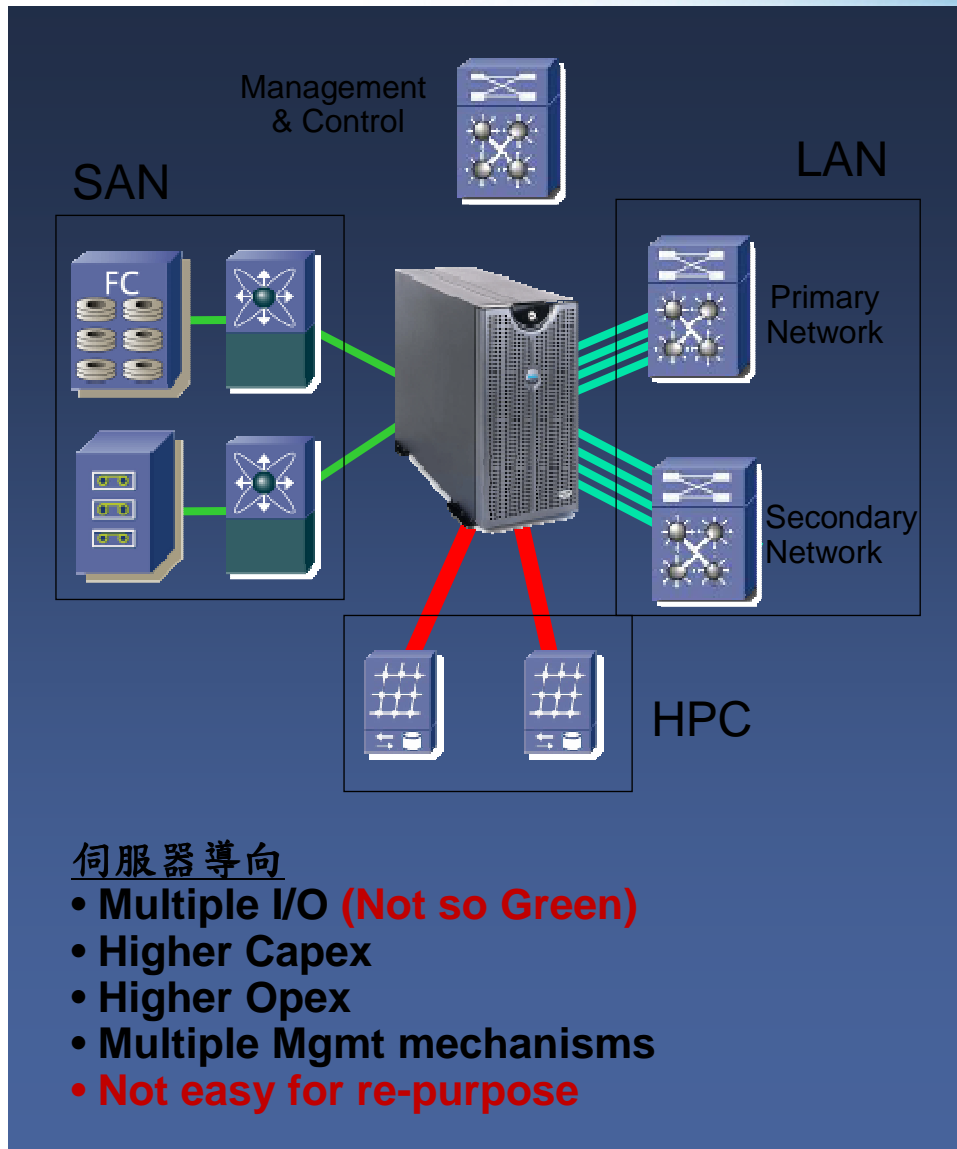 Management
& Control
SAN
LAN
FC
Primary
Network
Secondary
Network
HPC
伺服器導向
• Multiple I/O (Not so Green)
• Higher Capex
• Higher Opex
• Multiple Mgmt mechanisms
• Not easy for re-purpose